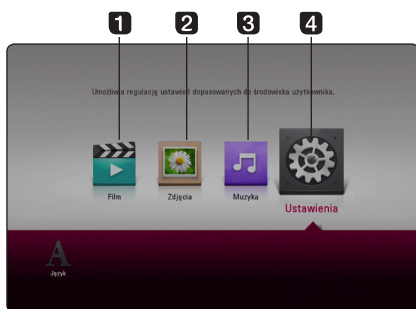 1 2 3 4
Umożliwia regulację ustawień dopasowanych do środowiska użytkownika.
Film Zdjęcia Muzyka Ustawienia
A
Język